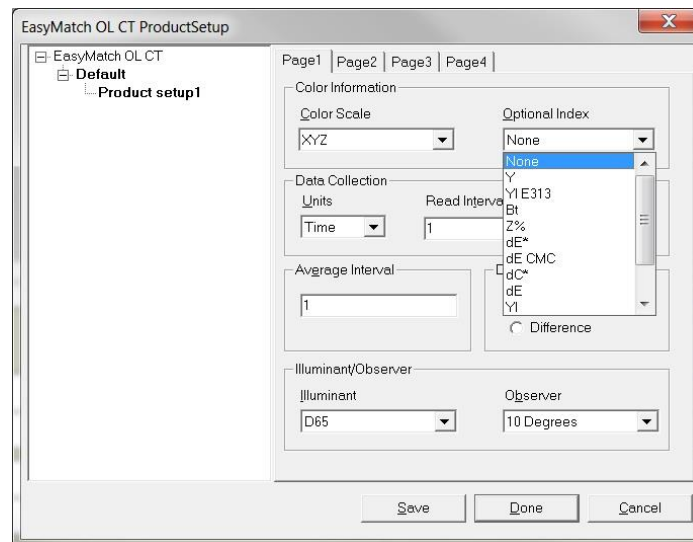 EasyMatch OL CT ProductSetup
EasyMatch OL CT
Default
Product setup1
Page1 Page2 Page3 Page4
Color Information
Color Scale
XYZ
Optional Index
None
None
Y
YI E313
Bt
Z%
dE*
dE CMC
dC*
dE
YI
Data Collection
Units
Time
Read Interva
1
Average Interval
1
Difference
Illuminant/Observer
Illuminant
D65
Observer
10 Degrees
Save Done Cancel